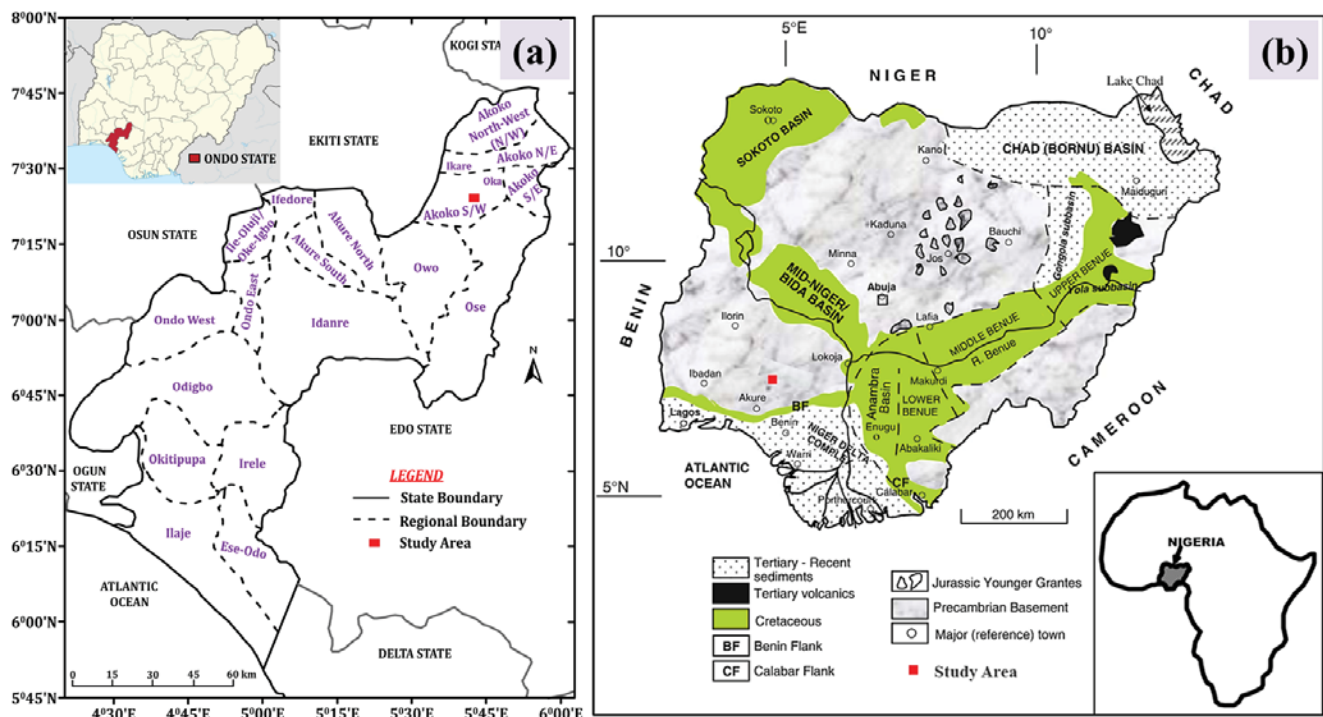 (a)
8°00'N
7°45'N
7°30'N
7°15'N
7°00'N
6°45'N
6°30'N
6°15'N
6°00'N
5°45'N
4°30'E
4°45'E
5°00'E
5°15'E
5°30'E
5°45'E
6°00'E
ONDO STATE
KOGI STA
EKITI STATE
OSUN STATE
EDO STATE
OGUN
STATE
ATLANTIC
OCEAN
DELTA STATE
Akoko
North-West
(N/W)
Ikare
Akoko N/E
Oka
Akoko
S/E
Akoko S/W
Ifedore
Ile-Oluji/
Oke-Igbo
Akure North
Akure South
Owo
Ose
Ondo East
Ondo West
Idanre
Odigbo
Okitipupa
Irele
Ilaje
Ese-Odo
N
LEGEND
State Boundary
Regional Boundary
Study Area
0 15 30 60 km
(b)
5°E
10°
10°
5°N
NIGER
CHAD
Lake Chad
BENIN
CAMEROON
ATLANTIC
OCEAN
Sokoto
SOKOTO BASIN
Kano
CHAD (BORNU) BASIN
Maiduguri
Kaduna
Bauchi
Jos
Gongola subbasin
Minna
MID-NIGER/
BIDA BASIN
Abuja
UPPER BENUE
Yola subbasin
Ilorin
Lafia
MIDDLE BENUE
R. Benue
Lokoja
Makurdi
Ibadan
Akure
BF
Anambra
Basin
LOWER
BENUE
Lagos
Benin
Enugu
Abakaliki
NIGER DELTA
COMPLEX
Warri
CF
Calabar
Portharcourt
200 km
Tertiary - Recent
sediments
Tertiary volcanics
Cretaceous
BF Benin Flank
CF Calabar Flank
Jurassic Younger Grantes
Precambrian Basement
Major (reference) town
Study Area
NIGERIA